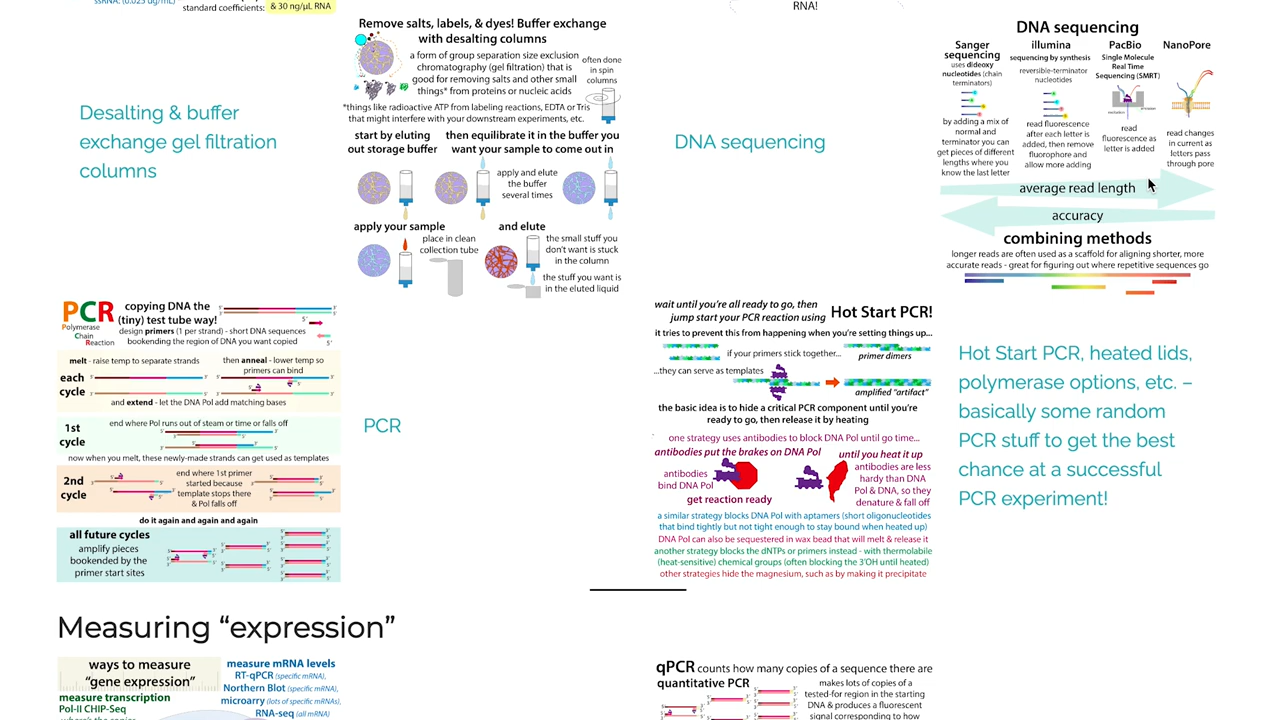 ssRNA: (0.025 ug/mL)
standard coefficients:
& 30 ng/µL RNA
RNA!
Desalting & buffer
exchange gel filtration
columns
Remove salts, labels, & dyes! Buffer exchange
with desalting columns
a form of group separation size exclusion
chromatography (gel filtration) that is
good for removing salts and other small
things* from proteins or nucleic acids
often done
in spin
columns
*things like radioactive ATP from labeling reactions, EDTA or Tris
that might interfere with your downstream experiments, etc.
start by eluting
out storage buffer
then equilibrate it in the buffer you
want your sample to come out in
apply and elute
the buffer
several times
apply your sample
place in clean
collection tube
and elute
the small stuff you
don't want is stuck
in the column
the stuff you want is
in the eluted liquid
DNA sequencing
DNA sequencing
Sanger
sequencing
uses dideoxy
nucleotides (chain
terminators)
by adding a mix of
normal and
terminator you can
get pieces of different
lengths where you
know the last letter
illumina
sequencing by synthesis
reversible-terminator
nucleotides
read fluorescence
after each letter is
added, then remove
fluorophore and
allow more adding
PacBio
Single Molecule
Real Time
Sequencing (SMRT)
read
fluorescence as
letter is added
NanoPore
read changes
in current as
letters pass
through pore
average read length
accuracy
combining methods
longer reads are often used as a scaffold for aligning shorter, more
accurate reads - great for figuring out where repetitive sequences go
PCR
Polymerase
Chain
Reaction
copying DNA the
(tiny) test tube way!
design primers (1 per strand) - short DNA sequences
bookending the region of DNA you want copied
each
cycle
melt - raise temp to separate strands
then anneal - lower temp so
primers can bind
and extend - let the DNA Pol add matching bases
1st
cycle
end where Pol runs out of steam or time or falls off
now when you melt, these newly-made strands can get used as templates
2nd
cycle
end where 1st primer
started because
template stops there
& Pol falls off
do it again and again and again
all future cycles
amplify pieces
bookended by the
primer start sites
PCR
wait until you're all ready to go, then
jump start your PCR reaction using
Hot Start PCR!
it tries to prevent this from happening when you're setting things up...
if your primers stick together...
primer dimers
...they can serve as templates
amplified "artifact"
the basic idea is to hide a critical PCR component until you're
ready to go, then release it by heating
one strategy uses antibodies to block DNA Pol until go time...
antibodies put the brakes on DNA Pol
until you heat it up
antibodies
bind DNA Pol
get reaction ready
antibodies are less
hardy than DNA
Pol & DNA, so they
denature & fall off
a similar strategy blocks DNA Pol with aptamers (short oligonucleotides
that bind tightly but not tight enough to stay bound when heated up)
DNA Pol can also be sequestered in wax bead that will melt & release it
another strategy blocks the dNTPs or primers instead - with thermolabile
(heat-sensitive) chemical groups (often blocking the 3'OH until heated)
other strategies hide the magnesium, such as by making it precipitate
Hot Start PCR, heated lids,
polymerase options, etc. –
basically some random
PCR stuff to get the best
chance at a successful
PCR experiment!
Measuring “expression”
ways to measure
“gene expression”
measure transcription
Pol-II CHIP-Seq
where's the copier
measure mRNA levels
RT-qPCR (specific mRNA),
Northern Blot (specific mRNA),
microarray (lots of specific mRNAs),
RNA-seq (all mRNA)
qPCR counts how many copies of a sequence there are
quantitative PCR
makes lots of copies of a
tested-for region in the starting
DNA & produces a fluorescent
signal corresponding to how